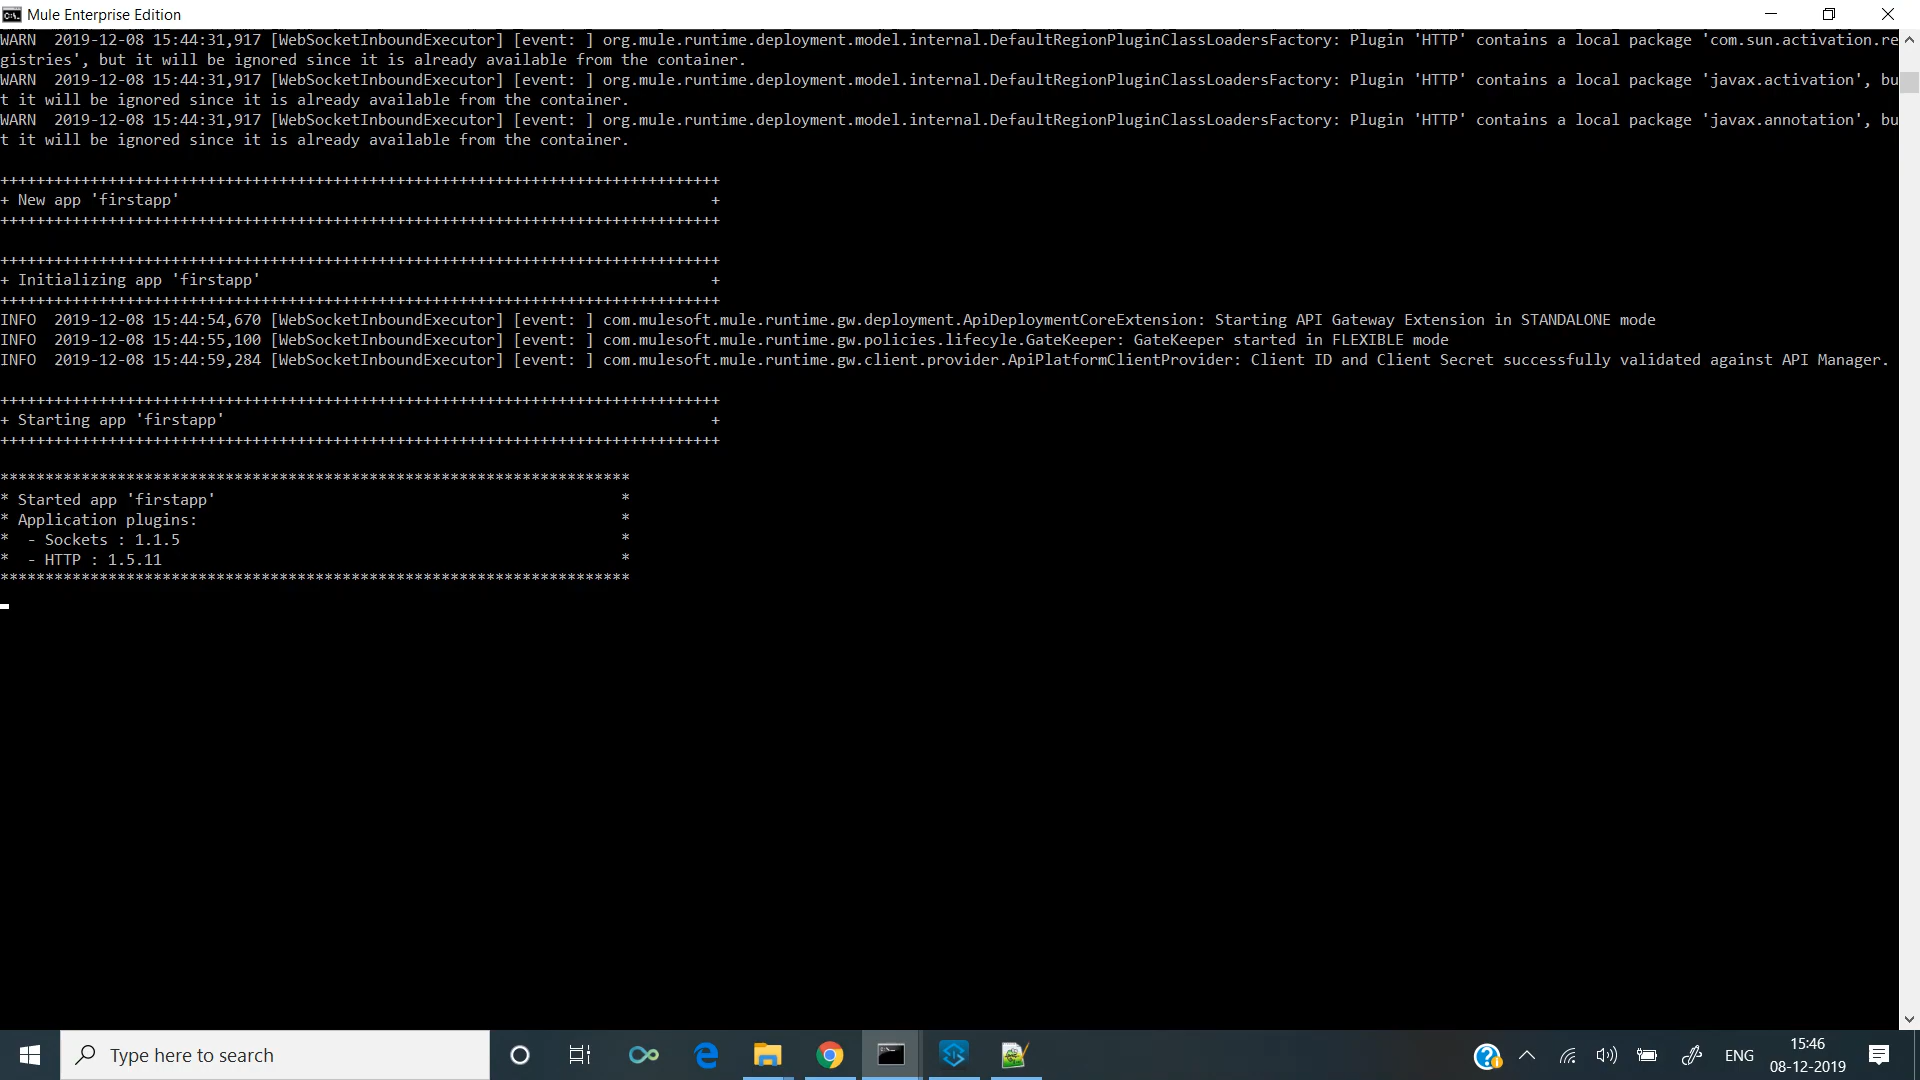 Mule Enterprise Edition
WARN  2019-12-08 15:44:31,917 [WebSocketInboundExecutor] [event: ] org.mule.runtime.deployment.model.internal.DefaultRegionPluginClassLoadersFactory: Plugin 'HTTP' contains a local package 'com.sun.activation.re
gistries', but it will be ignored since it is already available from the container.
WARN  2019-12-08 15:44:31,917 [WebSocketInboundExecutor] [event: ] org.mule.runtime.deployment.model.internal.DefaultRegionPluginClassLoadersFactory: Plugin 'HTTP' contains a local package 'javax.activation', bu
t it will be ignored since it is already available from the container.
WARN  2019-12-08 15:44:31,917 [WebSocketInboundExecutor] [event: ] org.mule.runtime.deployment.model.internal.DefaultRegionPluginClassLoadersFactory: Plugin 'HTTP' contains a local package 'javax.annotation', bu
t it will be ignored since it is already available from the container.
++++++++++++++++++++++++++++++++++++++++++++++++++++++++++++++++++++++++++++++++
+ New app 'firstapp'                                                           +
++++++++++++++++++++++++++++++++++++++++++++++++++++++++++++++++++++++++++++++++
++++++++++++++++++++++++++++++++++++++++++++++++++++++++++++++++++++++++++++++++
+ Initializing app 'firstapp'                                                  +
++++++++++++++++++++++++++++++++++++++++++++++++++++++++++++++++++++++++++++++++
INFO  2019-12-08 15:44:54,670 [WebSocketInboundExecutor] [event: ] com.mulesoft.mule.runtime.gw.deployment.ApiDeploymentCoreExtension: Starting API Gateway Extension in STANDALONE mode
INFO  2019-12-08 15:44:55,100 [WebSocketInboundExecutor] [event: ] com.mulesoft.mule.runtime.gw.policies.lifecyle.GateKeeper: GateKeeper started in FLEXIBLE mode
INFO  2019-12-08 15:44:59,284 [WebSocketInboundExecutor] [event: ] com.mulesoft.mule.runtime.gw.client.provider.ApiPlatformClientProvider: Client ID and Client Secret successfully validated against API Manager.
++++++++++++++++++++++++++++++++++++++++++++++++++++++++++++++++++++++++++++++++
+ Starting app 'firstapp'                                                      +
++++++++++++++++++++++++++++++++++++++++++++++++++++++++++++++++++++++++++++++++
**********************************************************************
* Started app 'firstapp'                                             *
* Application plugins:                                               *
*  - Sockets : 1.1.5                                                 *
*  - HTTP : 1.5.11                                                   *
**********************************************************************
Type here to search
ENG
15:46
08-12-2019